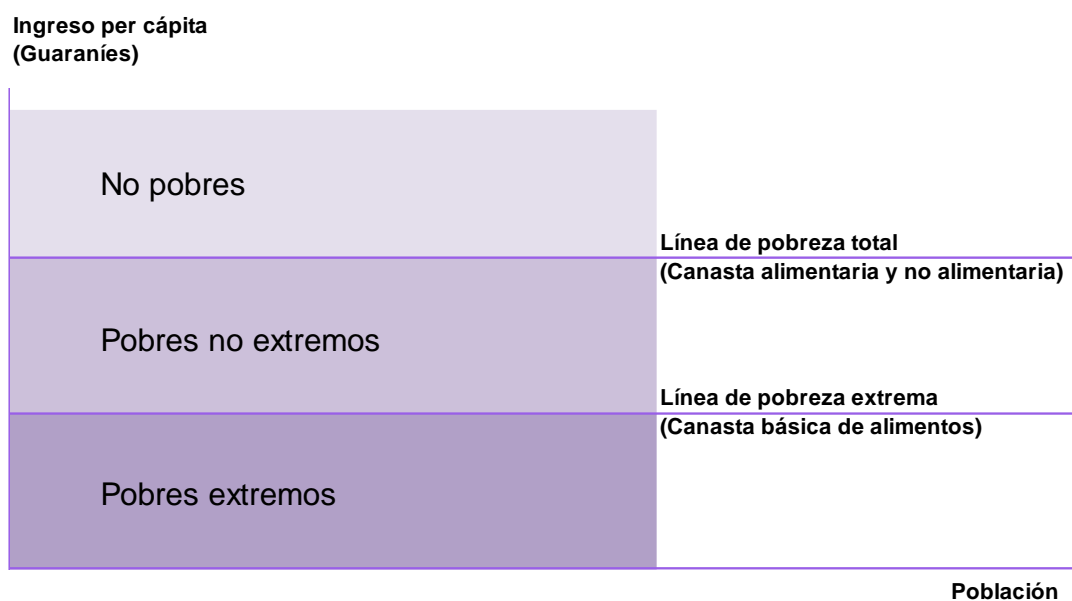 Ingreso per cápita
(Guaraníes)
No pobres
Línea de pobreza total
(Canasta alimentaria y no alimentaria)
Pobres no extremos
Línea de pobreza extrema
(Canasta básica de alimentos)
Pobres extremos
Población